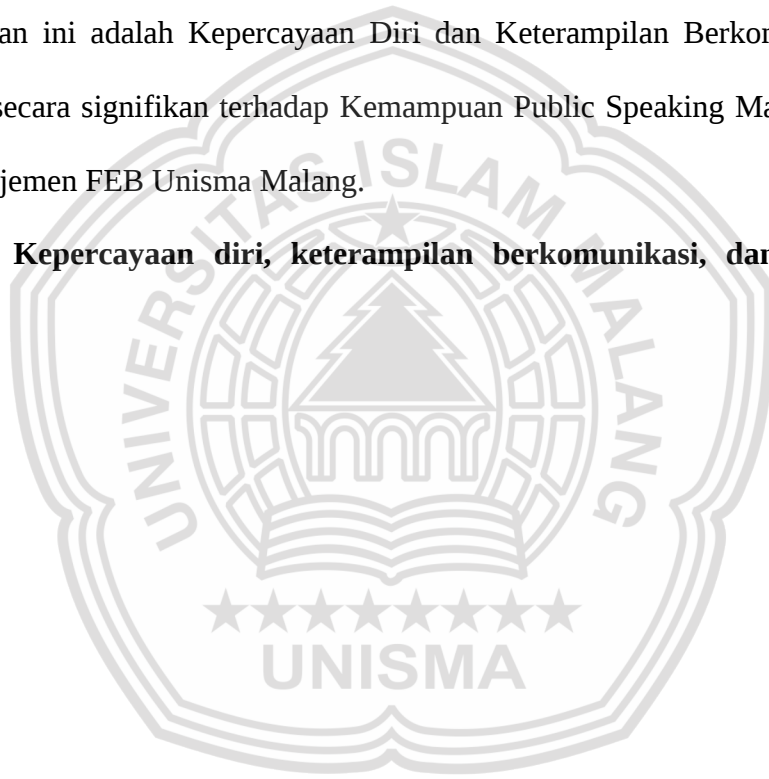 an ini adalah Kepercayaan Diri dan Keterampilan Berkor
secara signifikan terhadap Kemampuan Public Speaking Ma
jemen FEB Unisma Malang.
Kepercayaan diri, keterampilan berkomunikasi, dan
UNIVERSITAS ISLAM MALANG
UNISMA